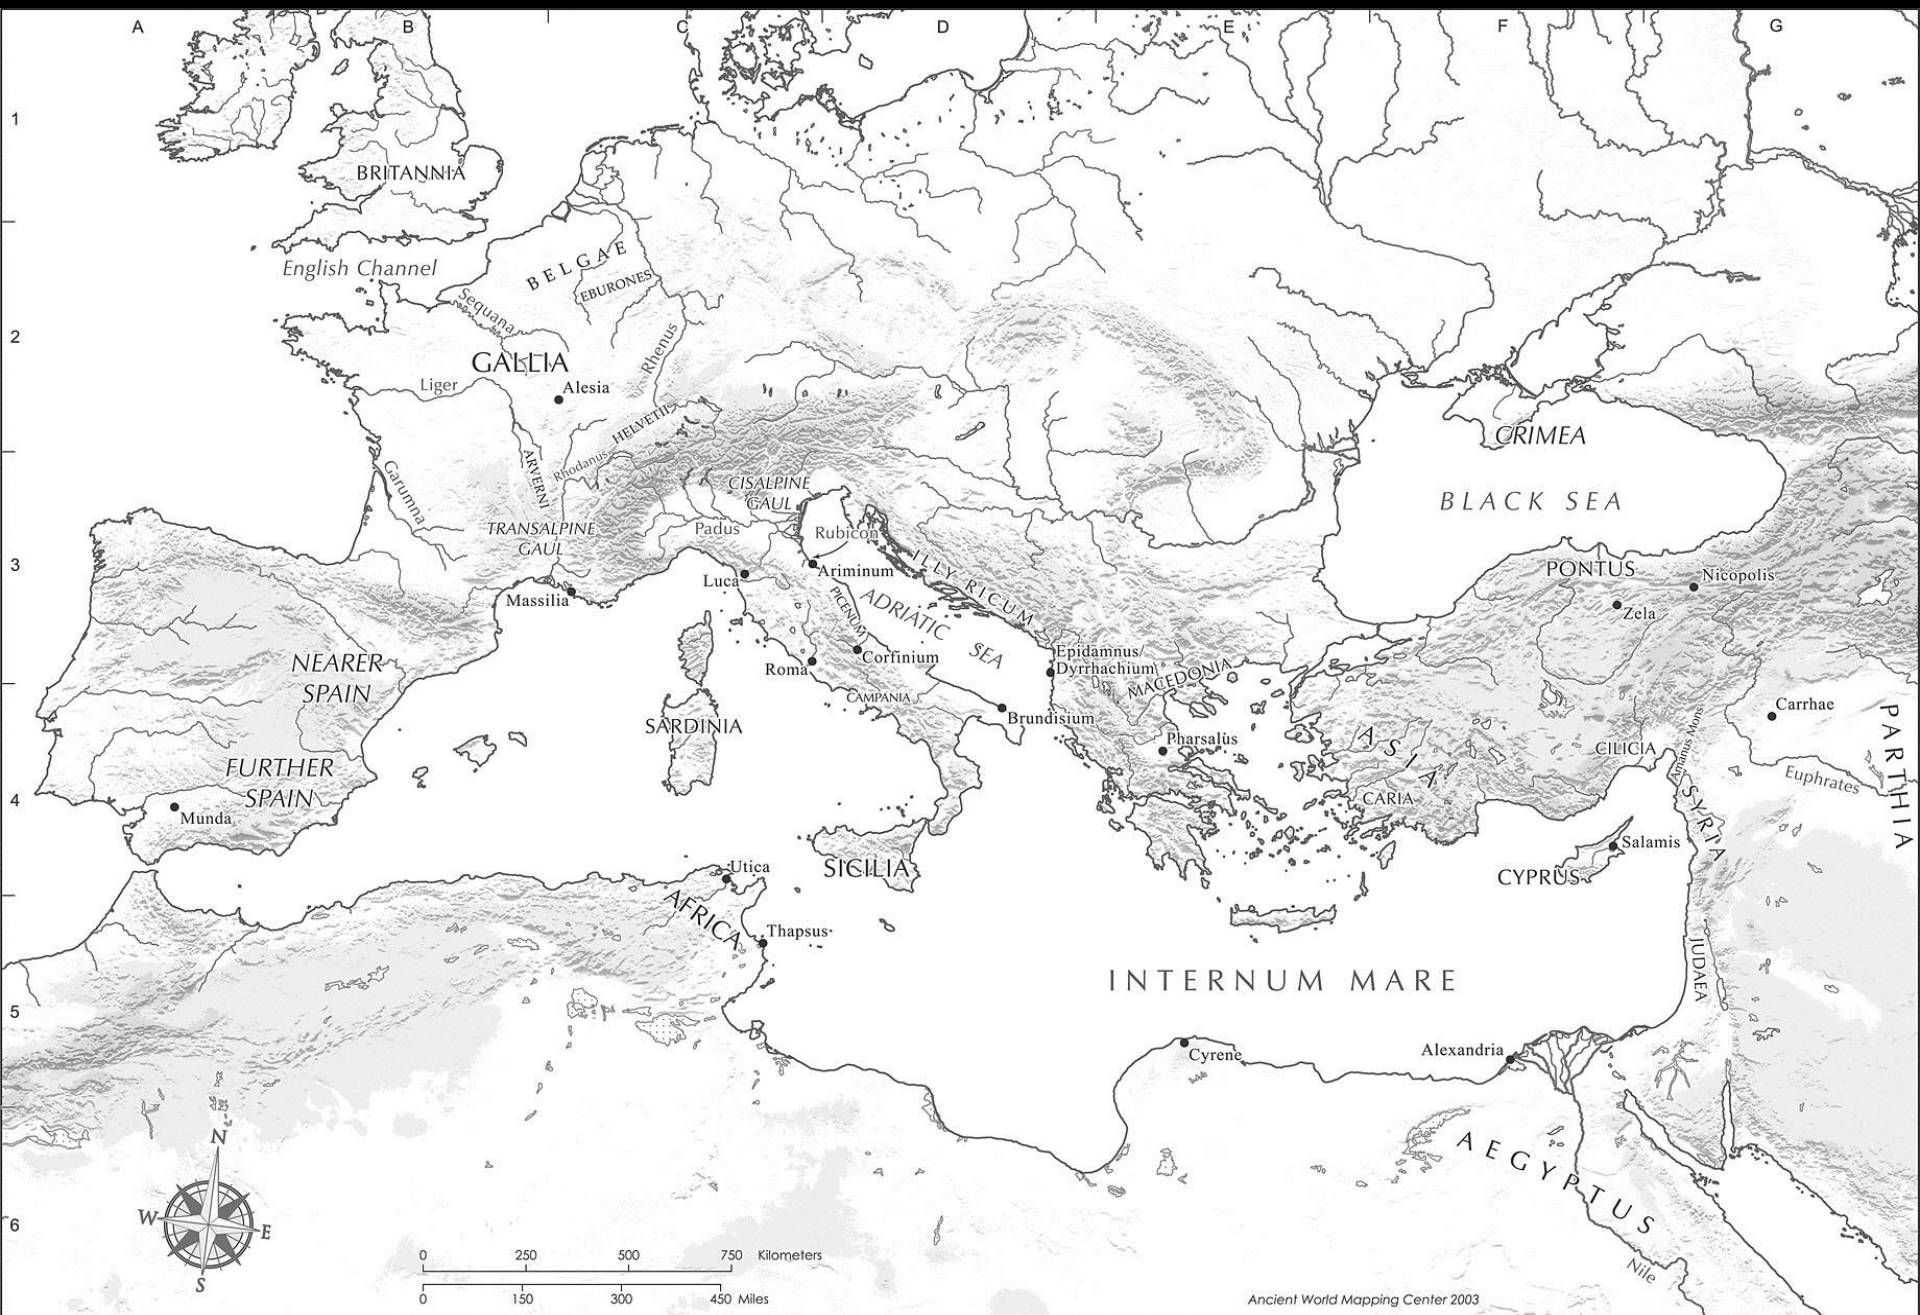 A
B
C
D
E
F
G
1
BRITANNIA
English Channel
BELGAE
EBURONES
Sequana
2
Rhenus
GALLIA
Liger
Alesia
HELVETII
CRIMEA
Garumna
ARVERNI
Rhodanus
CISALPINE
GAUL
BLACK SEA
TRANSALPINE
GAUL
Padus
Rubicon
3
ILLYRICUM
PONTUS
Nicopolis
Luca
Ariminum
Massilia
PICENUM
ADRIATIC
SEA
Zela
NEARER
SPAIN
Roma
Corfinium
Epidamnus/
Dyrrhachium
MACEDONIA
CAMPANIA
SARDINIA
Brundisium
Carrhae
PARTHIA
Pharsalus
ASIA
CILICIA
Amanus Mons
FURTHER
SPAIN
Euphrates
4
CARIA
SYRIA
Munda
Salamis
Utica
SICILIA
CYPRUS
AFRICA
Thapsus
JUDAEA
INTERNUM MARE
5
Cyrene
Alexandria
AEGYPTUS
N
W
E
S
6
Nile
0 250 500 750 Kilometers
0 150 300 450 Miles
Ancient World Mapping Center 2003